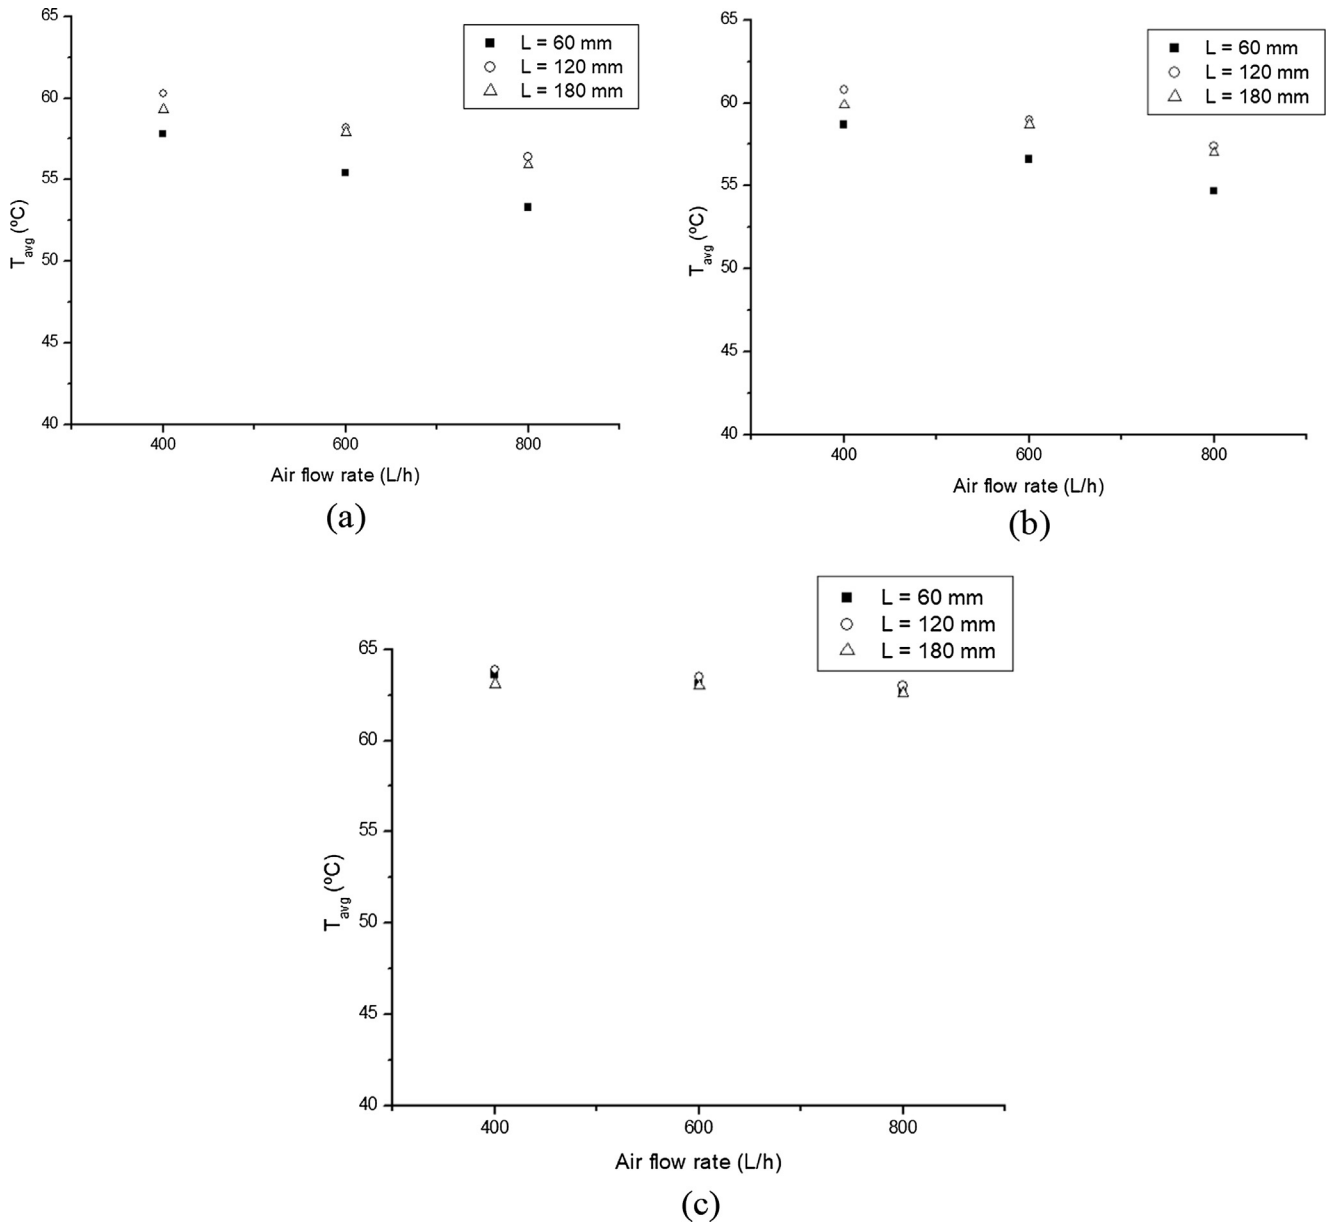 65
60
55
50
45
40
T_avg (ºC)
400
600
800
Air flow rate (L/h)
L = 60 mm
L = 120 mm
L = 180 mm
(a)
65
60
55
50
45
40
T_avg (ºC)
400
600
800
Air flow rate (L/h)
L = 60 mm
L = 120 mm
L = 180 mm
(b)
65
60
55
50
45
40
T_avg (ºC)
400
600
800
Air flow rate (L/h)
L = 60 mm
L = 120 mm
L = 180 mm
(c)